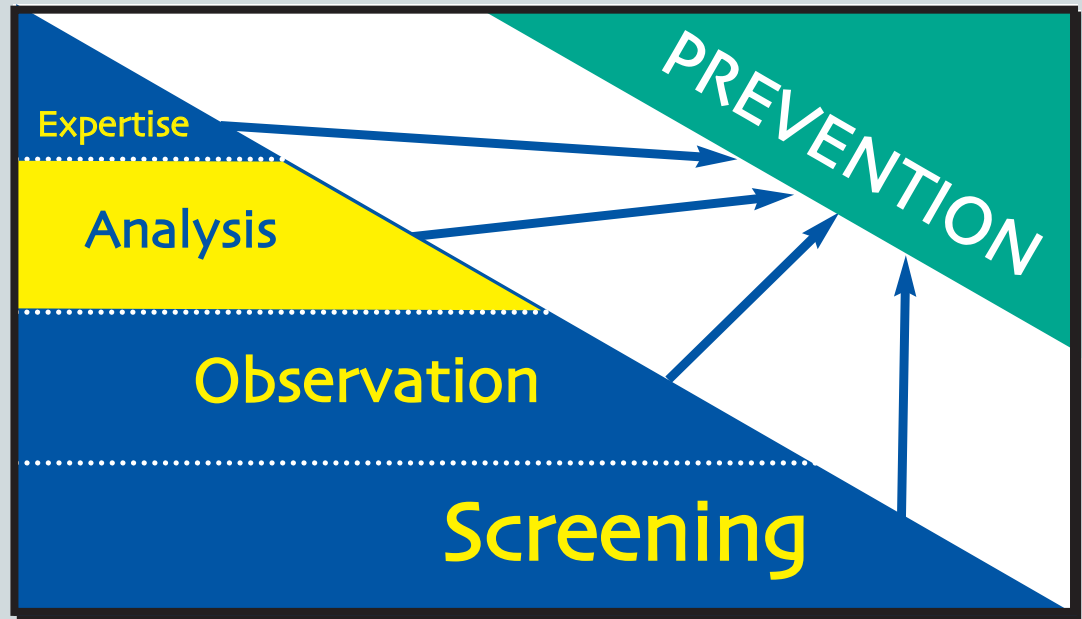 PREVENTION
Expertise
Analysis
Observation
Screening